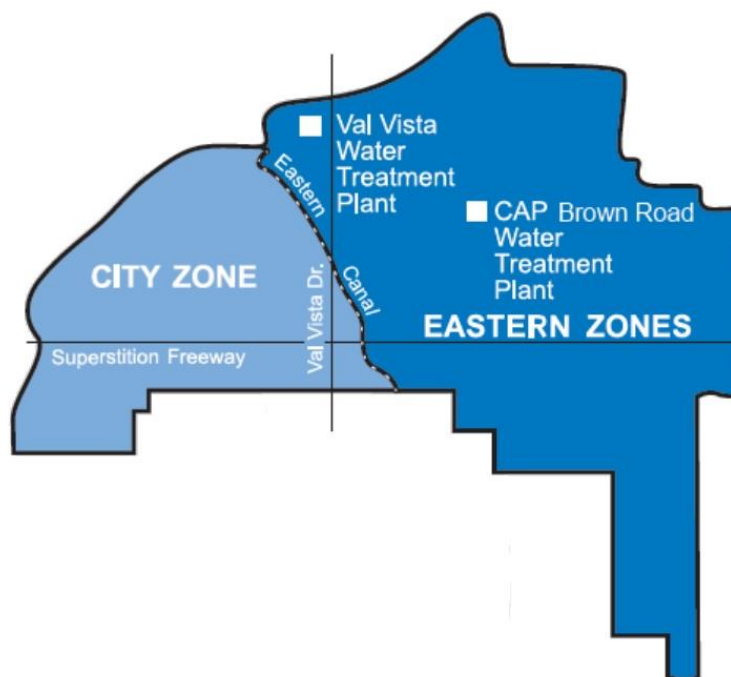 Val Vista
Water
Treatment
Plant
Eastern
Canal
CAP Brown Road
Water
Treatment
Plant
CITY ZONE
EASTERN ZONES
Val Vista Dr.
Superstition Freeway